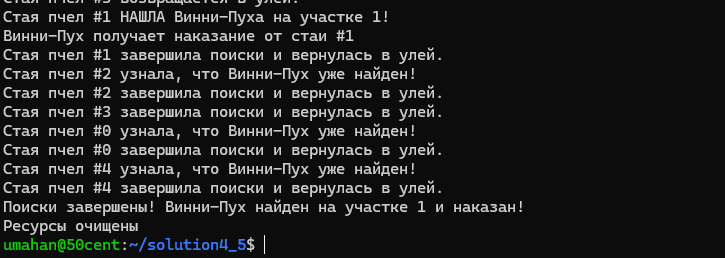 Стая пчел #1 НАШЛА Винни-Пуха на участке 1!
Винни-Пух получает наказание от стаи #1
Стая пчел #1 завершила поиски и вернулась в улей.
Стая пчел #2 узнала, что Винни-Пух уже найден!
Стая пчел #2 завершила поиски и вернулась в улей.
Стая пчел #3 завершила поиски и вернулась в улей.
Стая пчел #0 узнала, что Винни-Пух уже найден!
Стая пчел #0 завершила поиски и вернулась в улей.
Стая пчел #4 узнала, что Винни-Пух уже найден!
Стая пчел #4 завершила поиски и вернулась в улей.
Поиски завершены! Винни-Пух найден на участке 1 и наказан!
Ресурсы очищены
umahan@50cent:~/solution4_5$